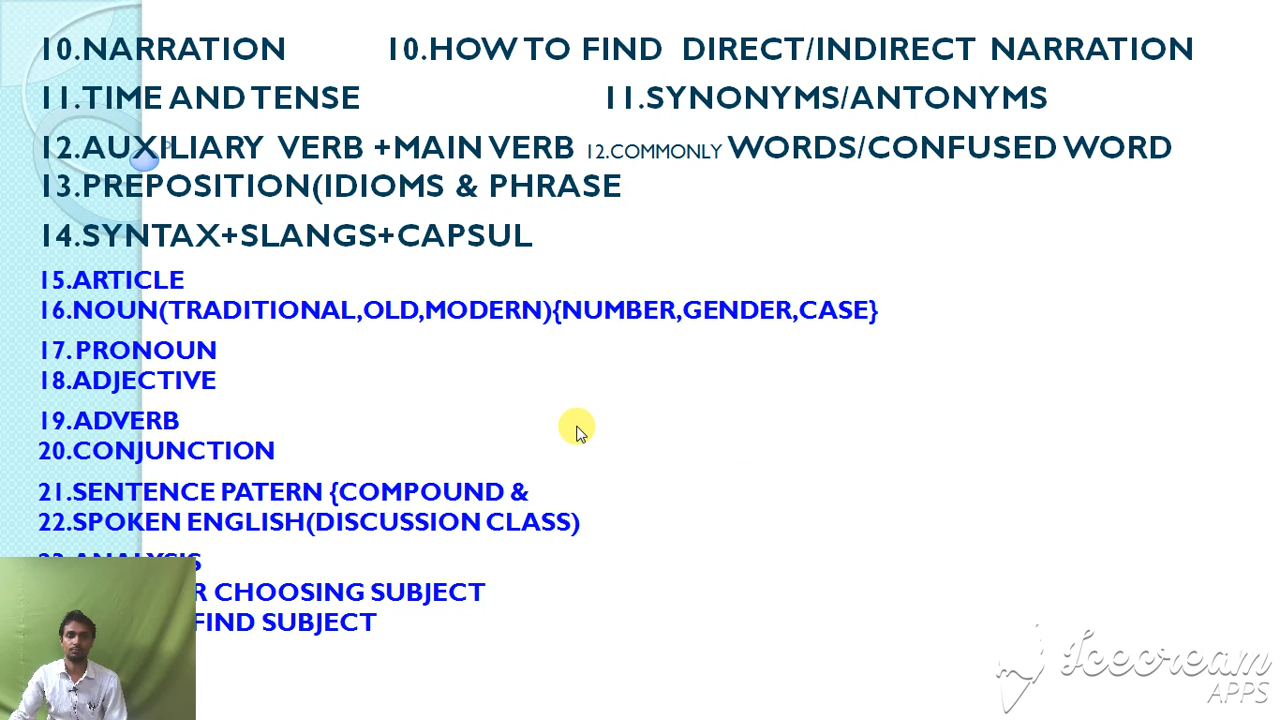 10.NARRATION 10.HOW TO FIND DIRECT/INDIRECT NARRATION
11.TIME AND TENSE 11.SYNONYMS/ANTONYMS
12.AUXILIARY VERB +MAIN VERB 12.COMMONLY WORDS/CONFUSED WORD
13.PREPOSITION(IDIOMS & PHRASE
14.SYNTAX+SLANGS+CAPSUL
15.ARTICLE
16.NOUN(TRADITIONAL,OLD,MODERN){NUMBER,GENDER,CASE}
17.PRONOUN
18.ADJECTIVE
19.ADVERB
20.CONJUNCTION
21.SENTENCE PATERN {COMPOUND &
22.SPOKEN ENGLISH(DISCUSSION CLASS)
23.ANALYSIS
CHOOSING SUBJECT
FIND SUBJECT
Icecream
APPS